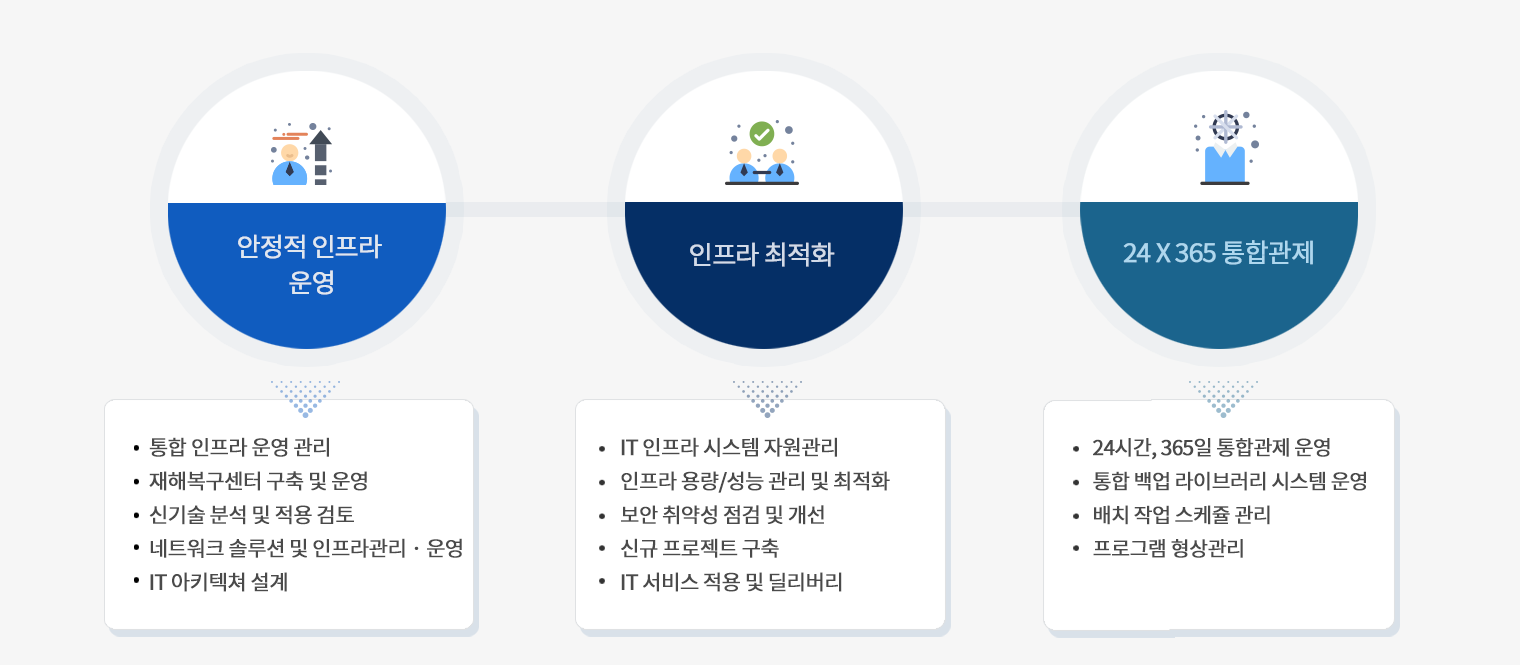 안정적 인프라
운영
인프라 최적화
24 X 365 통합관제
• 통합 인프라 운영 관리
• 재해복구센터 구축 및 운영
• 신기술 분석 및 적용 검토
• 네트워크 솔루션 및 인프라관리 · 운영
• IT 아키텍쳐 설계
• IT 인프라 시스템 자원관리
• 인프라 용량/성능 관리 및 최적화
• 보안 취약성 점검 및 개선
• 신규 프로젝트 구축
• IT 서비스 적용 및 딜리버리
• 24시간, 365일 통합관제 운영
• 통합 백업 라이브러리 시스템 운영
• 배치 작업 스케쥴 관리
• 프로그램 형상관리